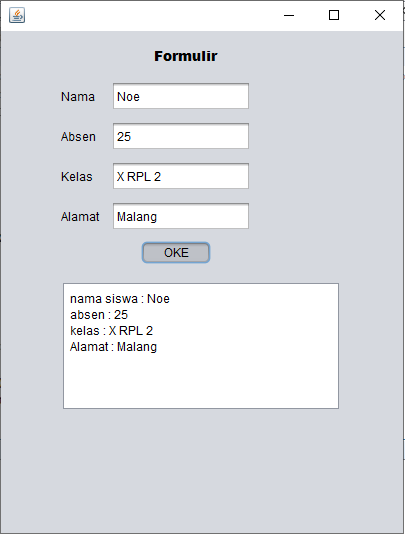 Formulir
Nama Noe
Absen 25
Kelas X RPL 2
Alamat Malang
OKE
nama siswa : Noe
absen : 25
kelas : X RPL 2
Alamat : Malang